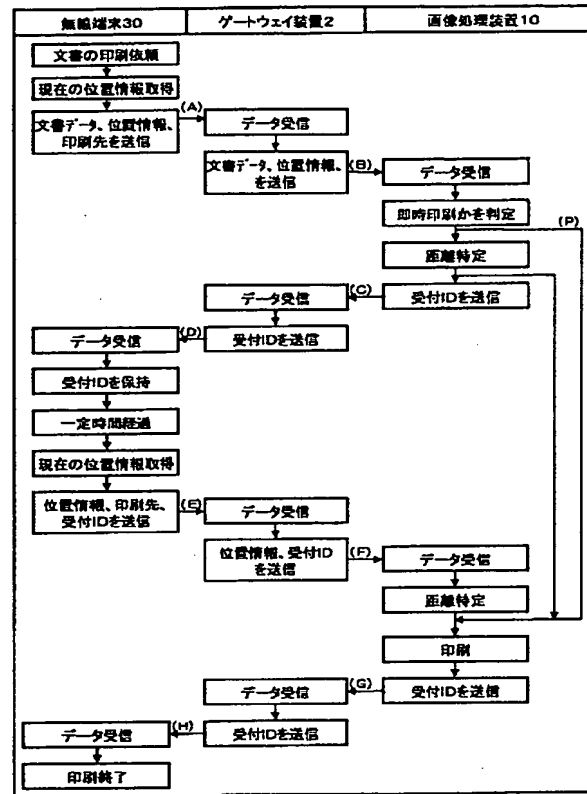 無線端末30
ゲートウェイ装置2
画像処理装置10
文書の印刷依頼
現在の位置情報取得
文書データ、位置情報、
印刷先を送信
(A)
データ受信
文書データ、位置情報、
を送信
(B)
データ受信
即時印刷かを判定
(P)
距離特定
受付IDを送信
(C)
データ受信
受付IDを送信
(D)
データ受信
受付IDを保持
一定時間経過
現在の位置情報取得
位置情報、印刷先、
受付IDを送信
(E)
データ受信
位置情報、受付ID
を送信
(F)
データ受信
距離特定
印刷
受付IDを送信
(G)
データ受信
受付IDを送信
(H)
データ受信
印刷終了